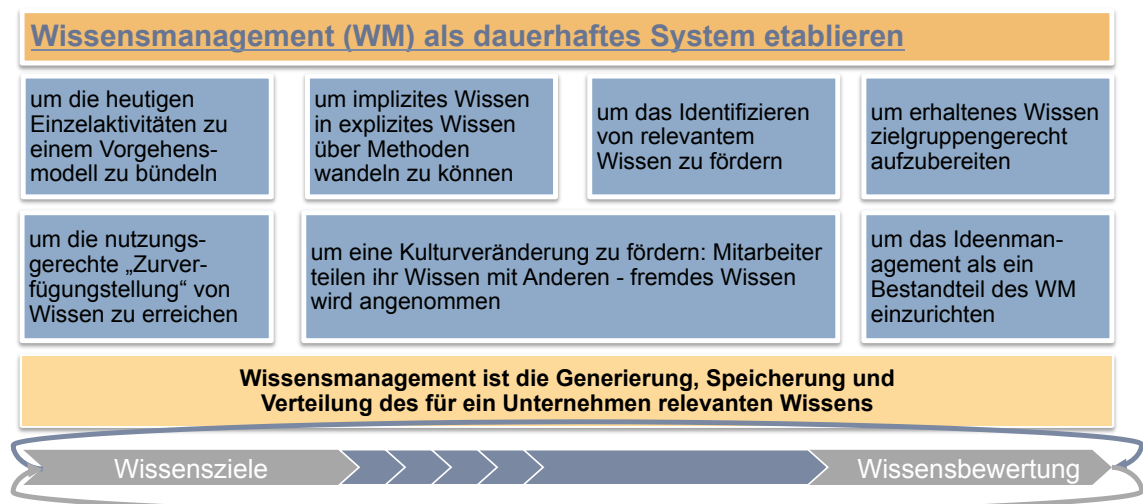 Wissensmanagement (WM) als dauerhaftes System etablieren
um die heutigen
Einzelaktivitäten zu
einem Vorgehens-
modell zu bündeln
um implizites Wissen
in explizites Wissen
über Methoden
wandeln zu können
um das Identifizieren
von relevantem
Wissen zu fördern
um erhaltenes Wissen
zielgruppengerecht
aufzubereiten
um die nutzungs-
gerechte „Zurver-
fügungstellung“ von
Wissen zu erreichen
um eine Kulturveränderung zu fördern: Mitarbeiter
teilen ihr Wissen mit Anderen - fremdes Wissen
wird angenommen
um das Ideenman-
agement als ein
Bestandteil des WM
einzurichten
Wissensmanagement ist die Generierung, Speicherung und
Verteilung des für ein Unternehmen relevanten Wissens
Wissensziele
Wissensbewertung